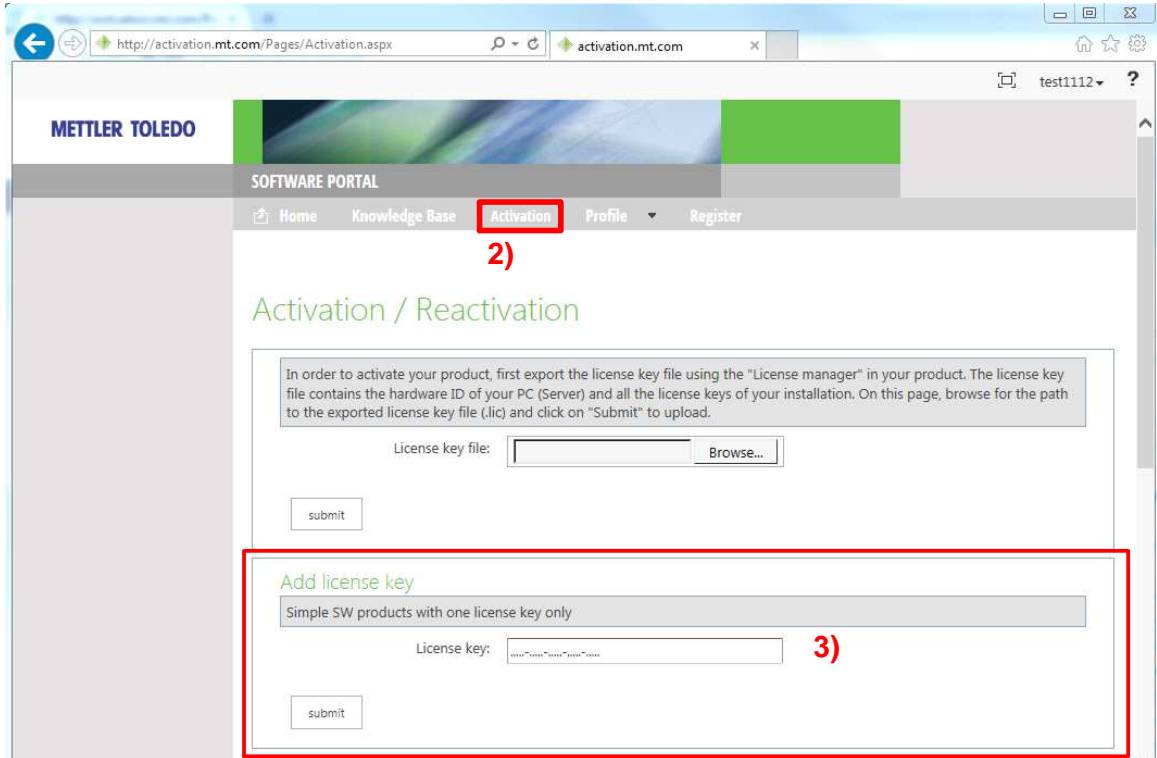 http://activation.mt.com/Pages/Activation.aspx
activation.mt.com
test1112
?
METTLER TOLEDO
SOFTWARE PORTAL
Home Knowledge Base Activation Profile Register
2)
Activation / Reactivation
In order to activate your product, first export the license key file using the "License manager" in your product. The license key
file contains the hardware ID of your PC (Server) and all the license keys of your installation. On this page, browse for the path
to the exported license key file (.lic) and click on "Submit" to upload.
License key file: Browse...
submit
Add license key
Simple SW products with one license key only
License key: .....-.....-.....-.....-..... 3)
submit